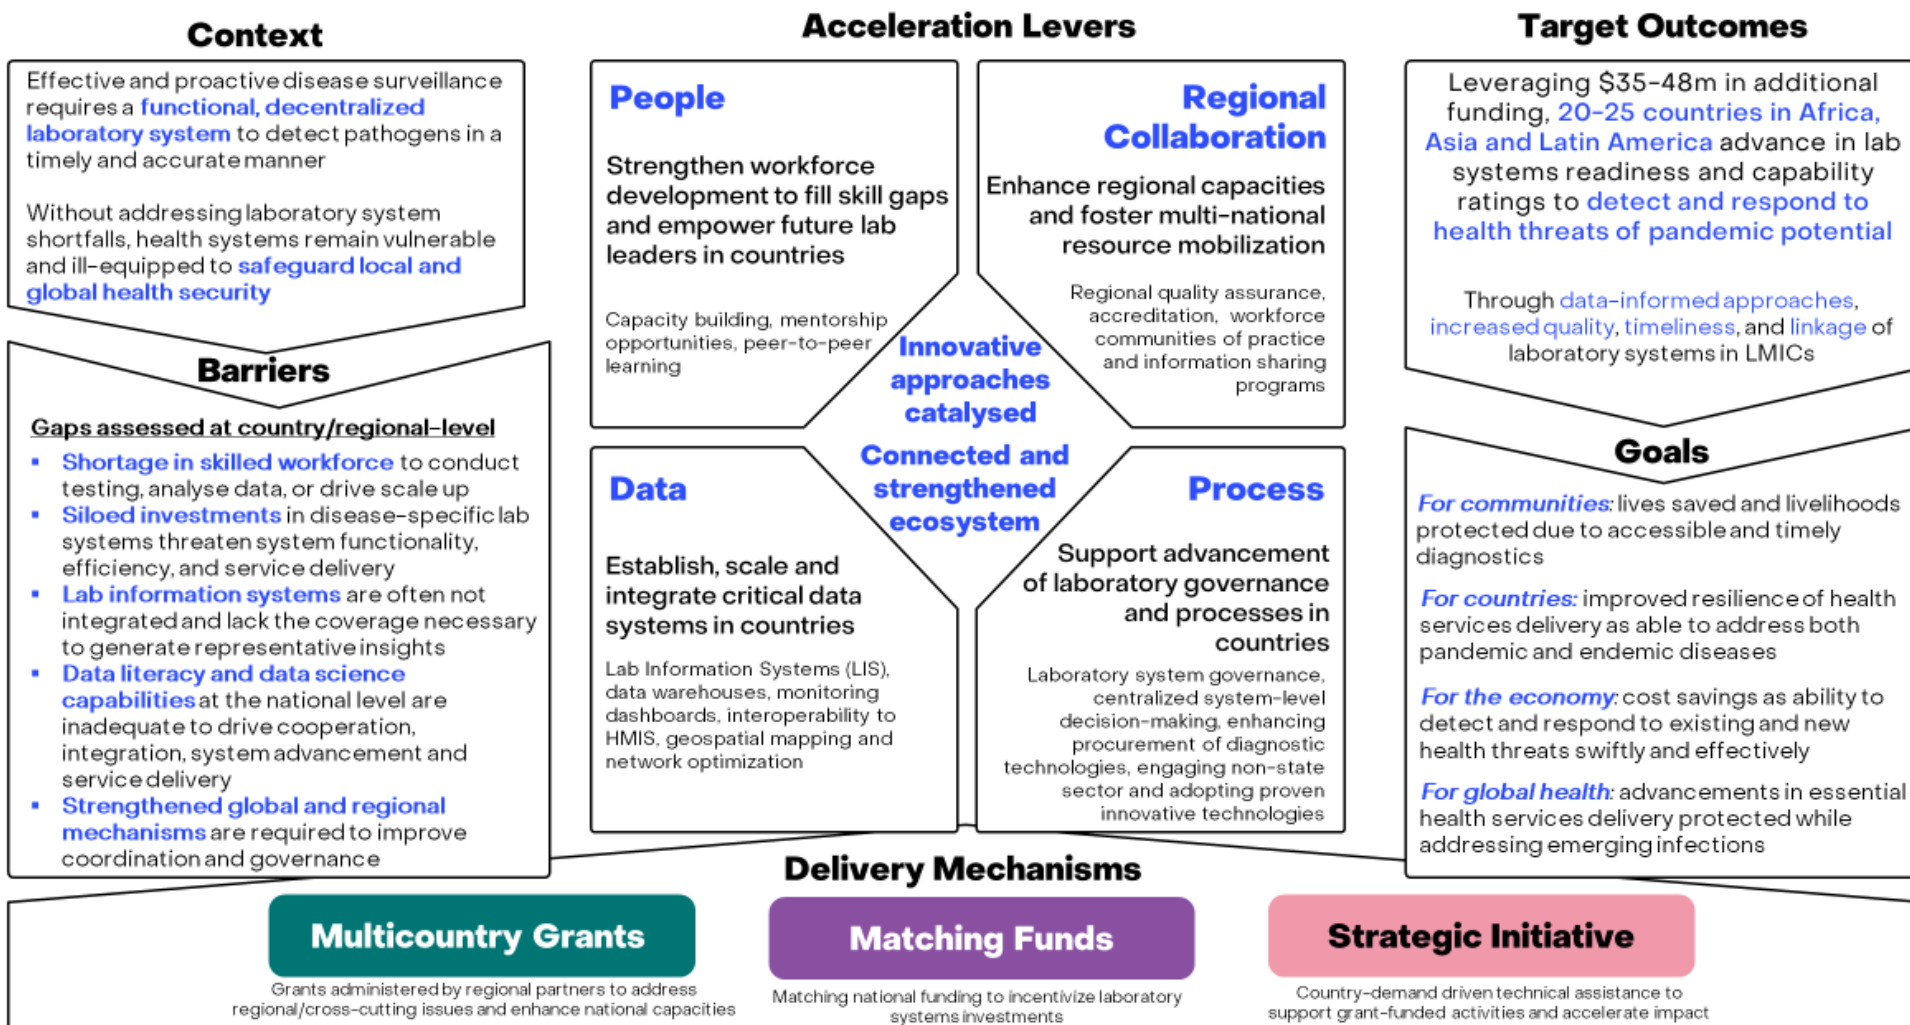 Context
Effective and proactive disease surveillance
requires a functional, decentralized
laboratory system to detect pathogens in a
timely and accurate manner
Without addressing laboratory system
shortfalls, health systems remain vulnerable
and ill-equipped to safeguard local and
global health security
Barriers
Gaps assessed at country/regional-level
▪ Shortage in skilled workforce to conduct
testing, analyse data, or drive scale up
▪ Siloed investments in disease-specific lab
systems threaten system functionality,
efficiency, and service delivery
▪ Lab information systems are often not
integrated and lack the coverage necessary
to generate representative insights
▪ Data literacy and data science
capabilities at the national level are
inadequate to drive cooperation,
integration, system advancement and
service delivery
▪ Strengthened global and regional
mechanisms are required to improve
coordination and governance
Acceleration Levers
People
Strengthen workforce
development to fill skill gaps
and empower future lab
leaders in countries
Capacity building, mentorship
opportunities, peer-to-peer
learning
Regional
Collaboration
Enhance regional capacities
and foster multi-national
resource mobilization
Regional quality assurance,
accreditation, workforce
communities of practice
and information sharing
programs
Innovative
approaches
catalysed
Connected and
strengthened
ecosystem
Data
Establish, scale and
integrate critical data
systems in countries
Lab Information Systems (LIS),
data warehouses, monitoring
dashboards, interoperability to
HMIS, geospatial mapping and
network optimization
Process
Support advancement
of laboratory governance
and processes in
countries
Laboratory system governance,
centralized system-level
decision-making, enhancing
procurement of diagnostic
technologies, engaging non-state
sector and adopting proven
innovative technologies
Target Outcomes
Leveraging $35-48m in additional
funding, 20-25 countries in Africa,
Asia and Latin America advance in lab
systems readiness and capability
ratings to detect and respond to
health threats of pandemic potential
Through data-informed approaches,
increased quality, timeliness, and linkage of
laboratory systems in LMICs
Goals
For communities: lives saved and livelihoods
protected due to accessible and timely
diagnostics
For countries: improved resilience of health
services delivery as able to address both
pandemic and endemic diseases
For the economy: cost savings as ability to
detect and respond to existing and new
health threats swiftly and effectively
For global health: advancements in essential
health services delivery protected while
addressing emerging infections
Delivery Mechanisms
Multicountry Grants
Grants administered by regional partners to address
regional/cross-cutting issues and enhance national capacities
Matching Funds
Matching national funding to incentivize laboratory
systems investments
Strategic Initiative
Country-demand driven technical assistance to
support grant-funded activities and accelerate impact